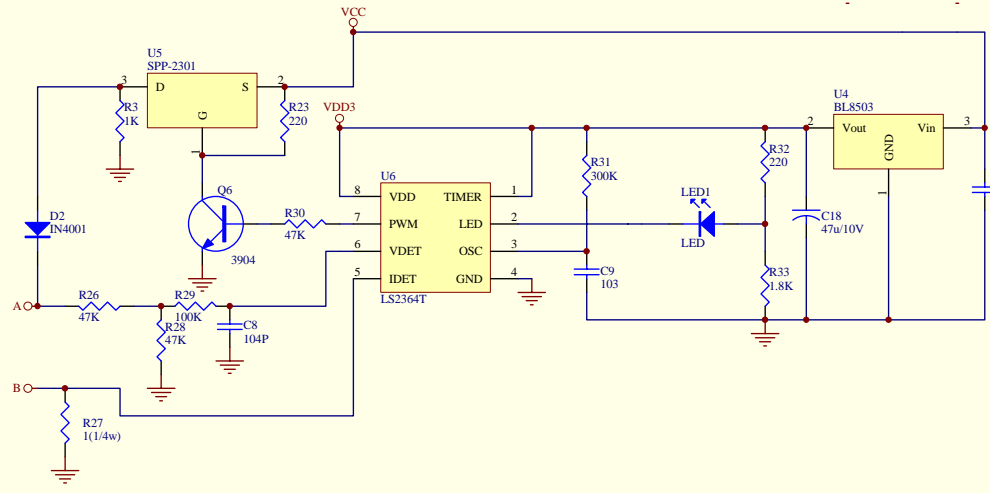 VCC
U5
SPP-2301
3
D
S
2
G
1
R3
1K
R23
220
VDD3
U4
BL8503
2
Vout
Vin
3
GND
1
R32
220
R31
300K
U6
8
VDD
TIMER
1
7
PWM
LED
2
6
VDET
OSC
3
5
IDET
GND
4
LS2364T
Q6
3904
R30
47K
LED1
LED
C18
47u/10V
D2
IN4001
C9
103
R33
1.8K
A
R26
47K
R29
100K
R28
47K
C8
104P
B
R27
1(1/4w)